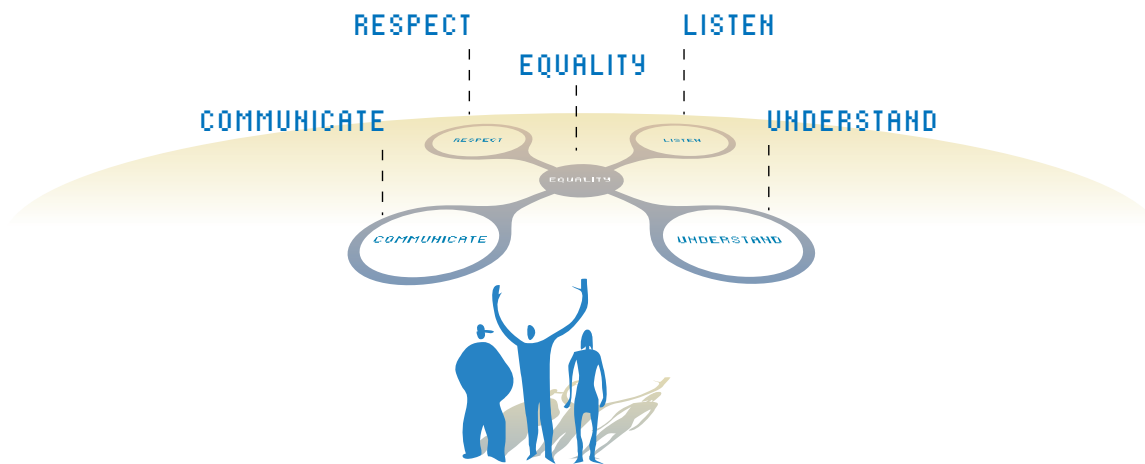 RESPECT
LISTEN
EQUALITY
COMMUNICATE
UNDERSTAND
RESPECT
LISTEN
EQUALITY
COMMUNICATE
UNDERSTAND